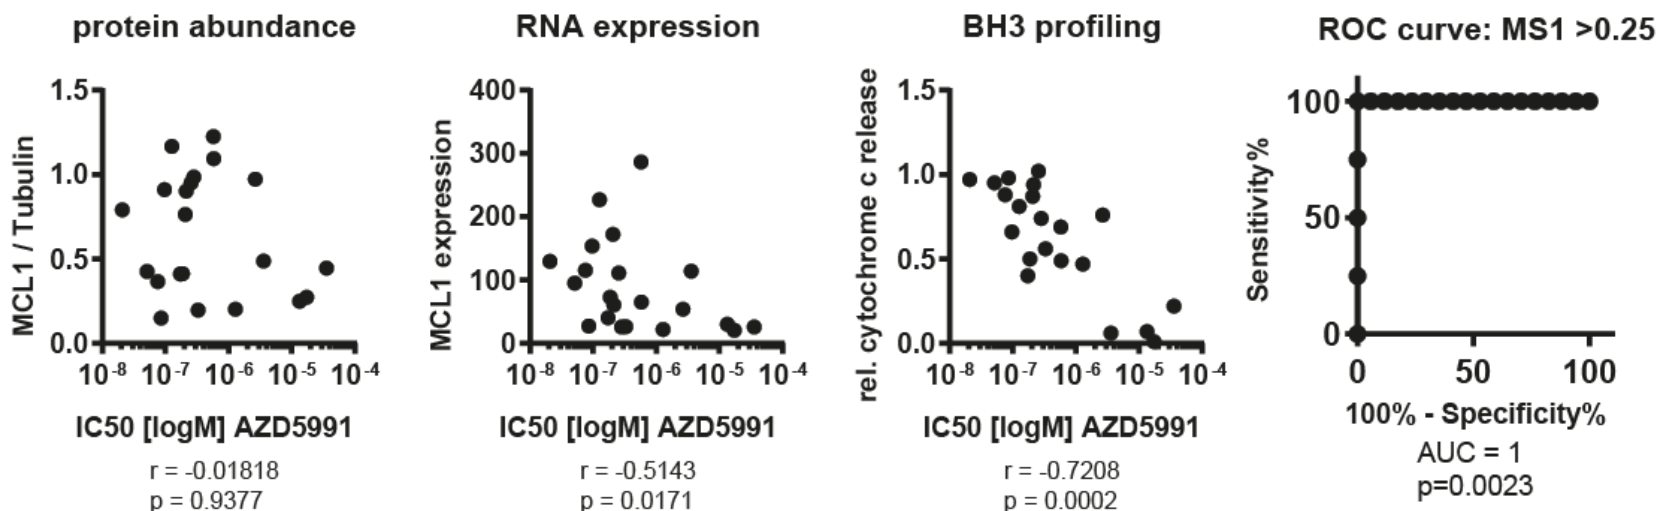 protein abundance
MCL1 / Tubulin
1.5
1.0
0.5
0.0
10-8 10-7 10-6 10-5 10-4
IC50 [logM] AZD5991
r = -0.01818
p = 0.9377
RNA expression
MCL1 expression
400
300
200
100
0
10-8 10-7 10-6 10-5 10-4
IC50 [logM] AZD5991
r = -0.5143
p = 0.0171
BH3 profiling
rel. cytochrome c release
1.5
1.0
0.5
0.0
10-8 10-7 10-6 10-5 10-4
IC50 [logM] AZD5991
r = -0.7208
p = 0.0002
ROC curve: MS1 >0.25
Sensitivity%
100
50
0
0 50 100
100% - Specificity%
AUC = 1
p=0.0023